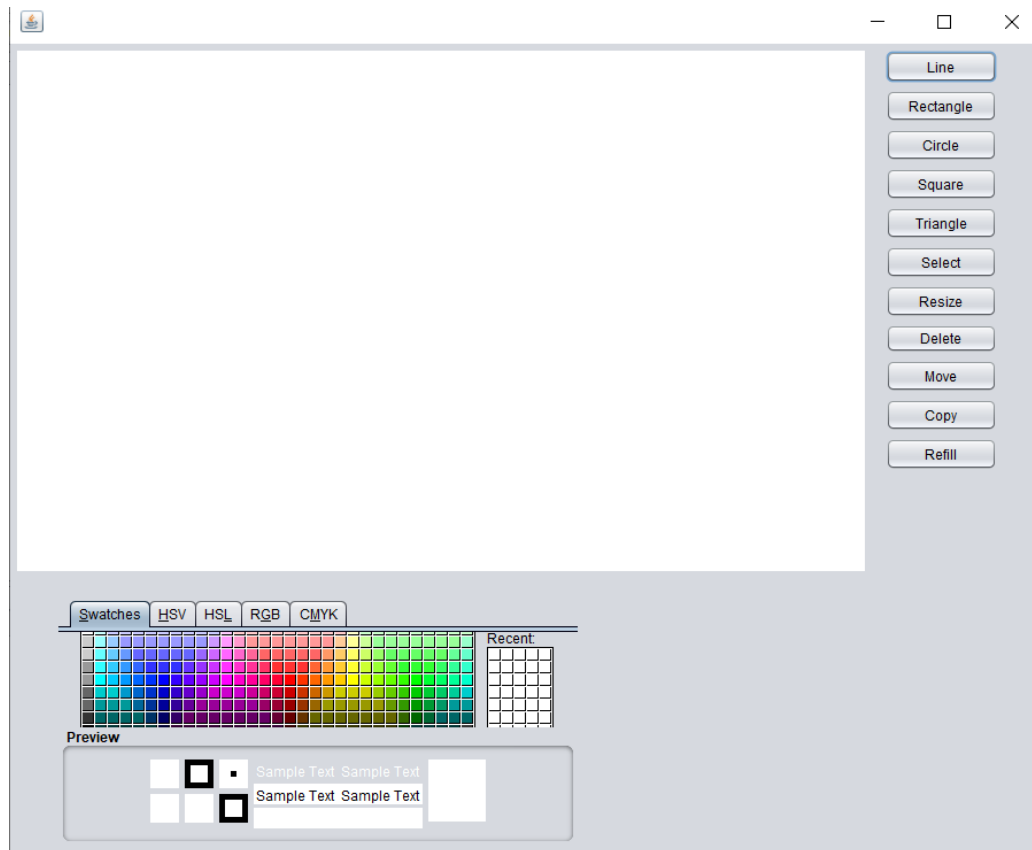 Line
Rectangle
Circle
Square
Triangle
Select
Resize
Delete
Move
Copy
Refill
Swatches HSV HSL RGB CMYK
Recent:
Preview
Sample Text Sample Text
Sample Text Sample Text